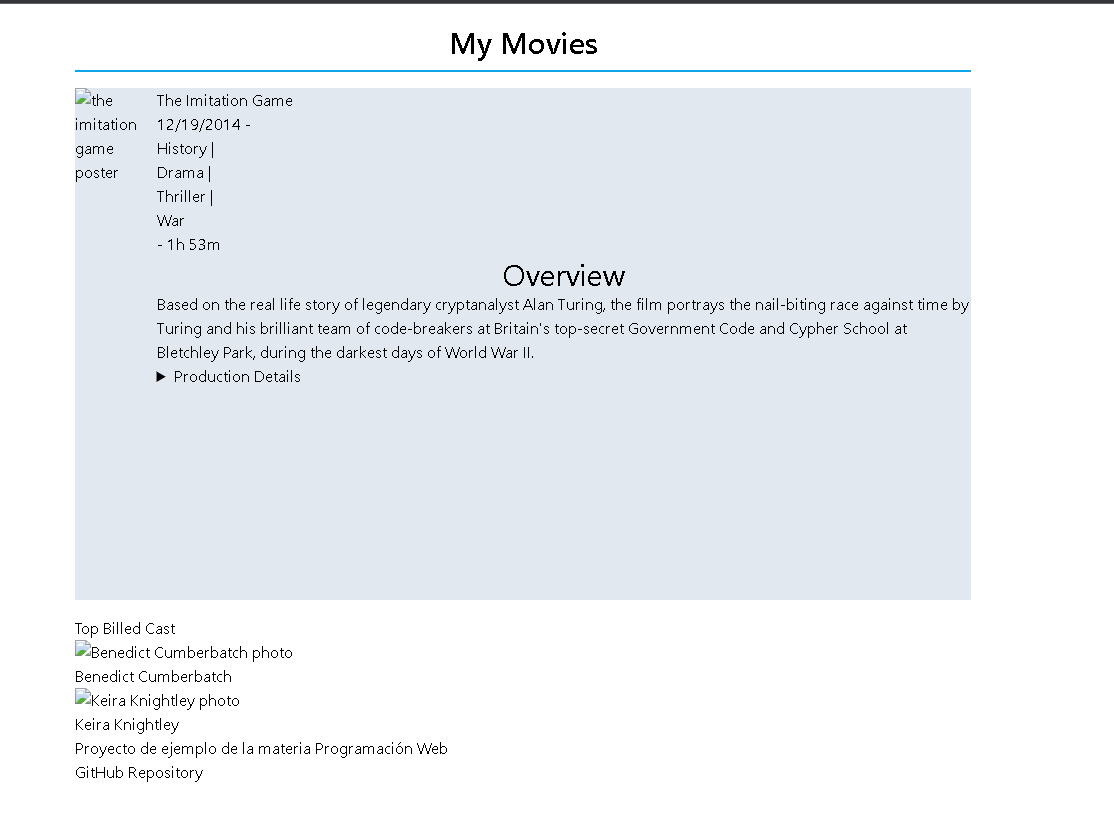 My Movies
the
imitation
game
poster
The Imitation Game
12/19/2014 -
History |
Drama |
Thriller |
War
- 1h 53m
Overview
Based on the real life story of legendary cryptanalyst Alan Turing, the film portrays the nail-biting race against time by
Turing and his brilliant team of code-breakers at Britain's top-secret Government Code and Cypher School at
Bletchley Park, during the darkest days of World War II.
▶ Production Details
Top Billed Cast
Benedict Cumberbatch photo
Benedict Cumberbatch
Keira Knightley photo
Keira Knightley
Proyecto de ejemplo de la materia Programación Web
GitHub Repository